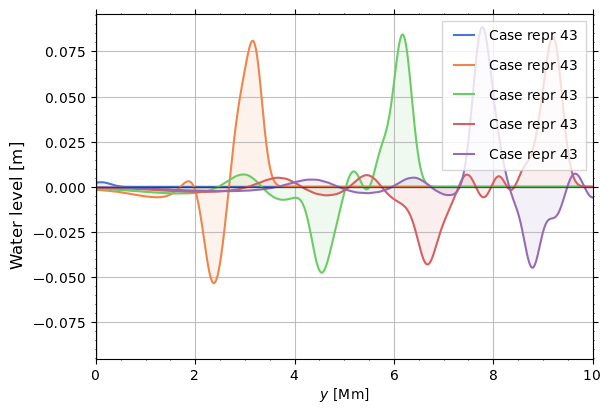 0.075
0.050
0.025
0.000
−0.025
−0.050
−0.075
Water level [m]
Case repr 43
Case repr 43
Case repr 43
Case repr 43
Case repr 43
0 2 4 6 8 10
y [Mm]